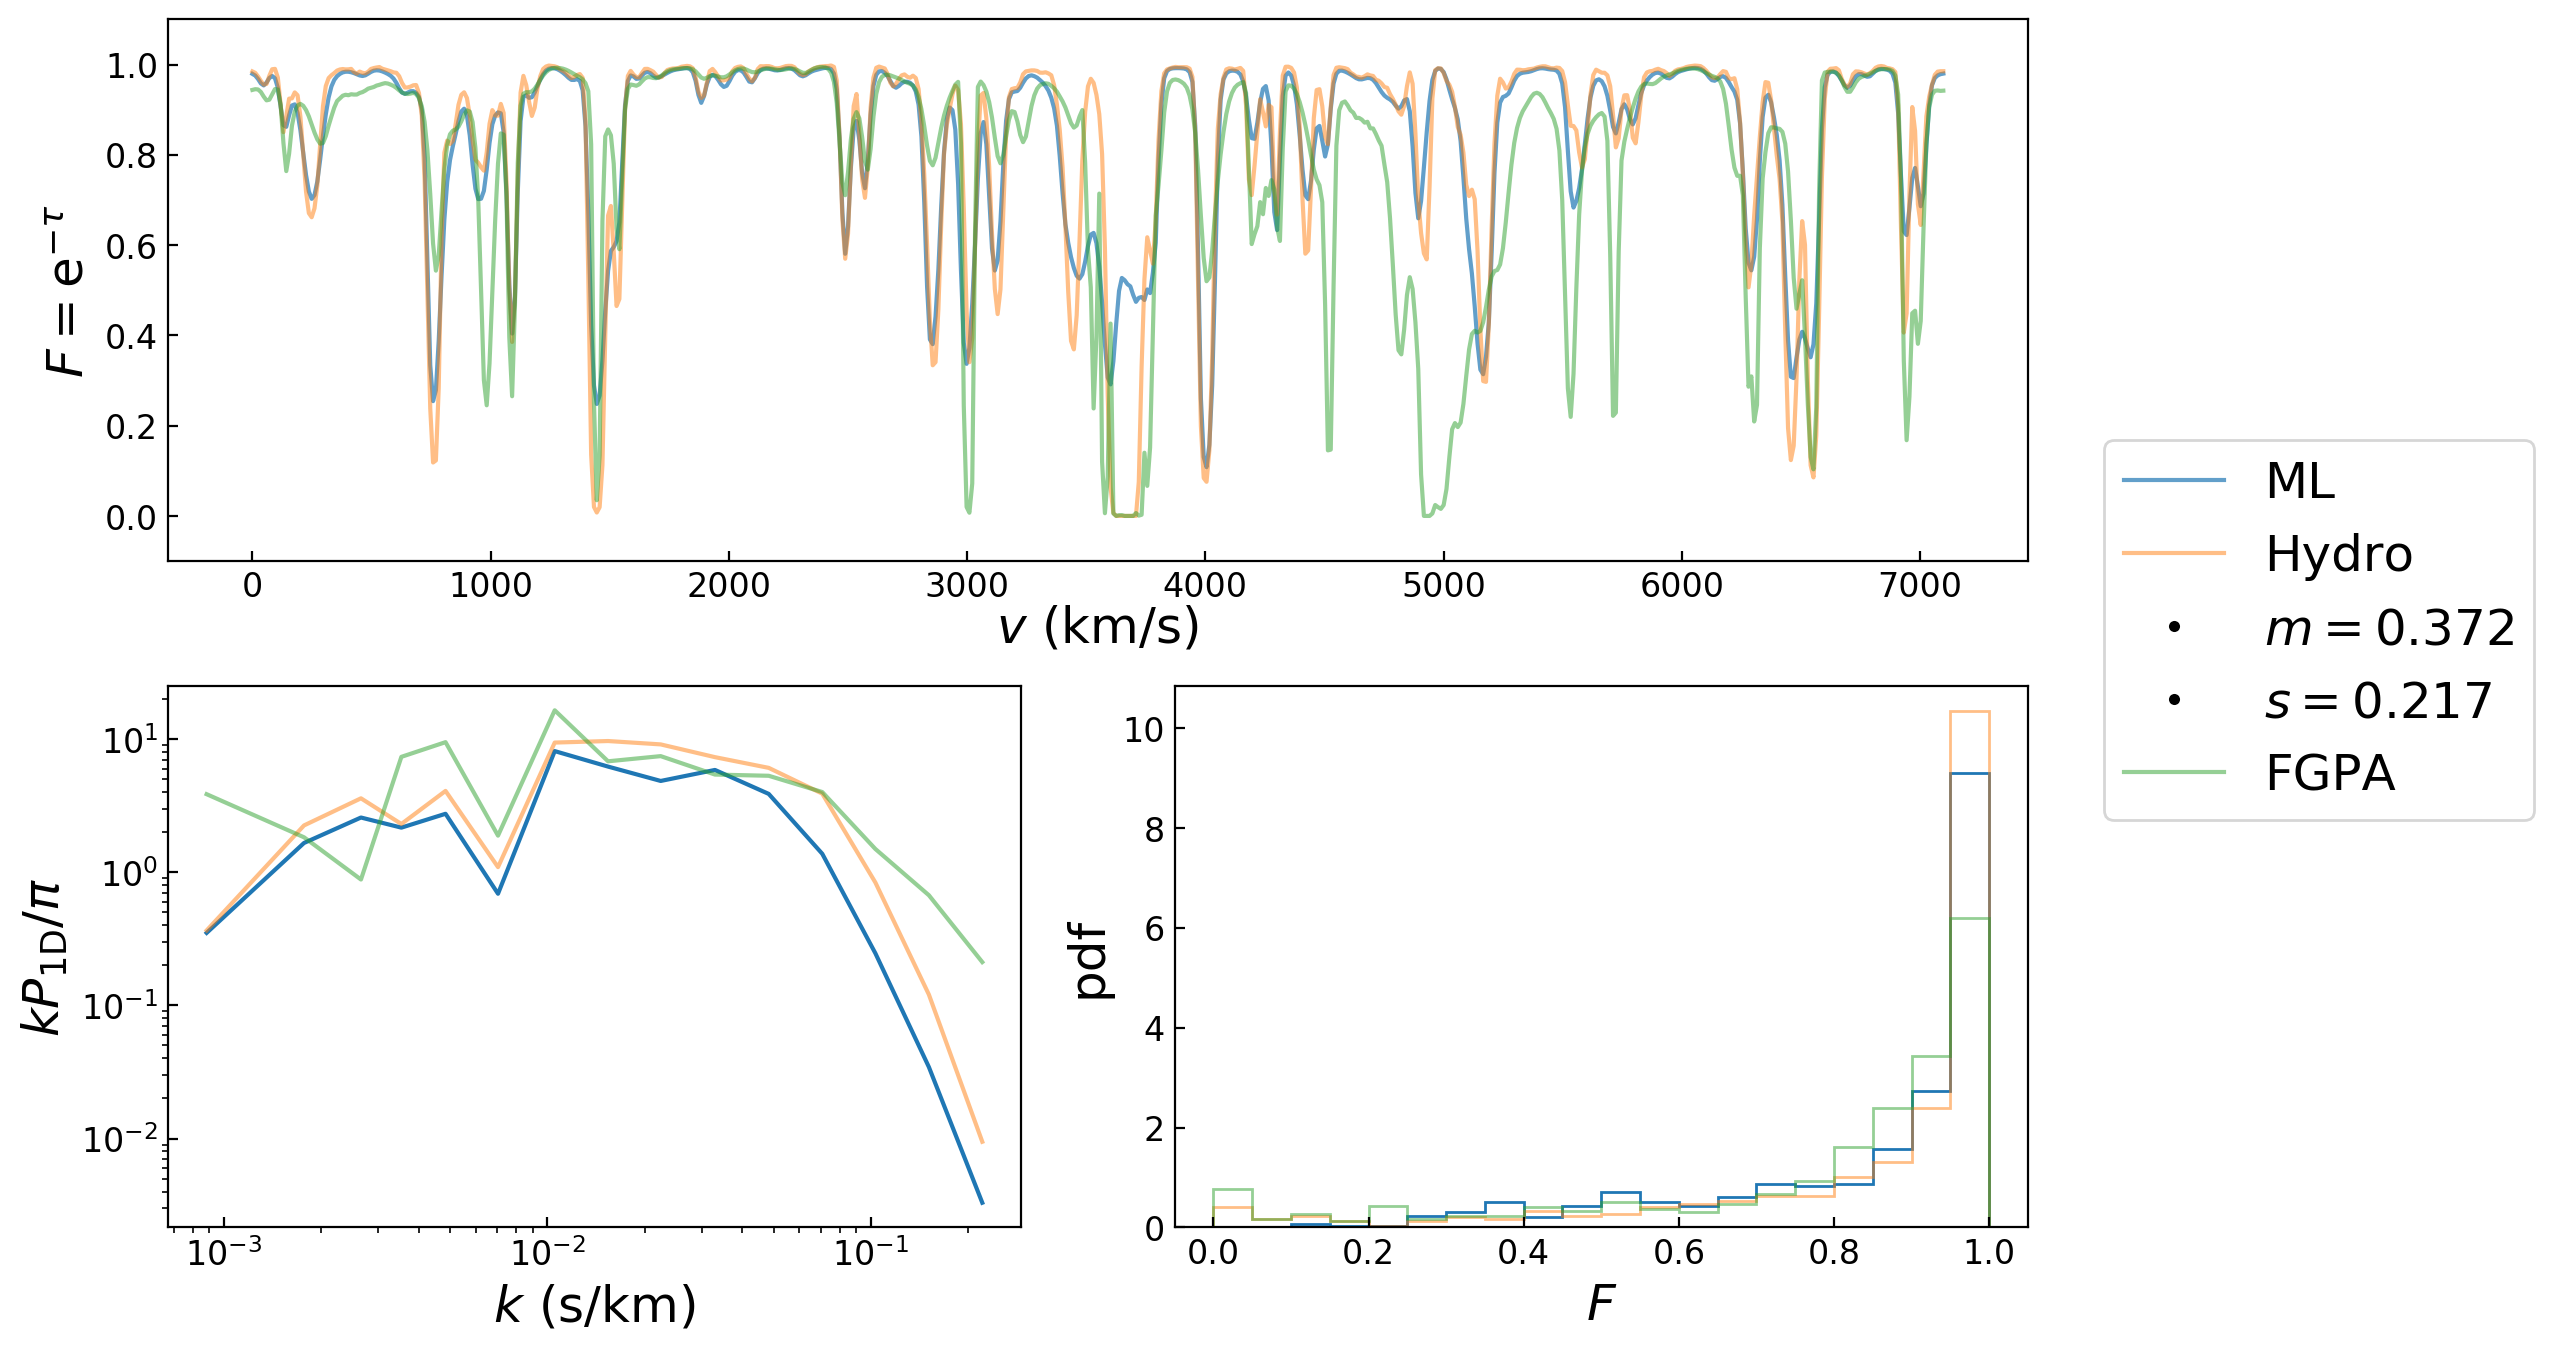 F = e^{−τ}
1.0
0.8
0.6
0.4
0.2
0.0
0 1000 2000 3000 4000 5000 6000 7000
v (km/s)
ML
Hydro
m = 0.372
s = 0.217
FGPA
kP_{1D}/π
10^1
10^0
10^{−1}
10^{−2}
10^{−3} 10^{−2} 10^{−1}
k (s/km)
pdf
10
8
6
4
2
0
0.0 0.2 0.4 0.6 0.8 1.0
F